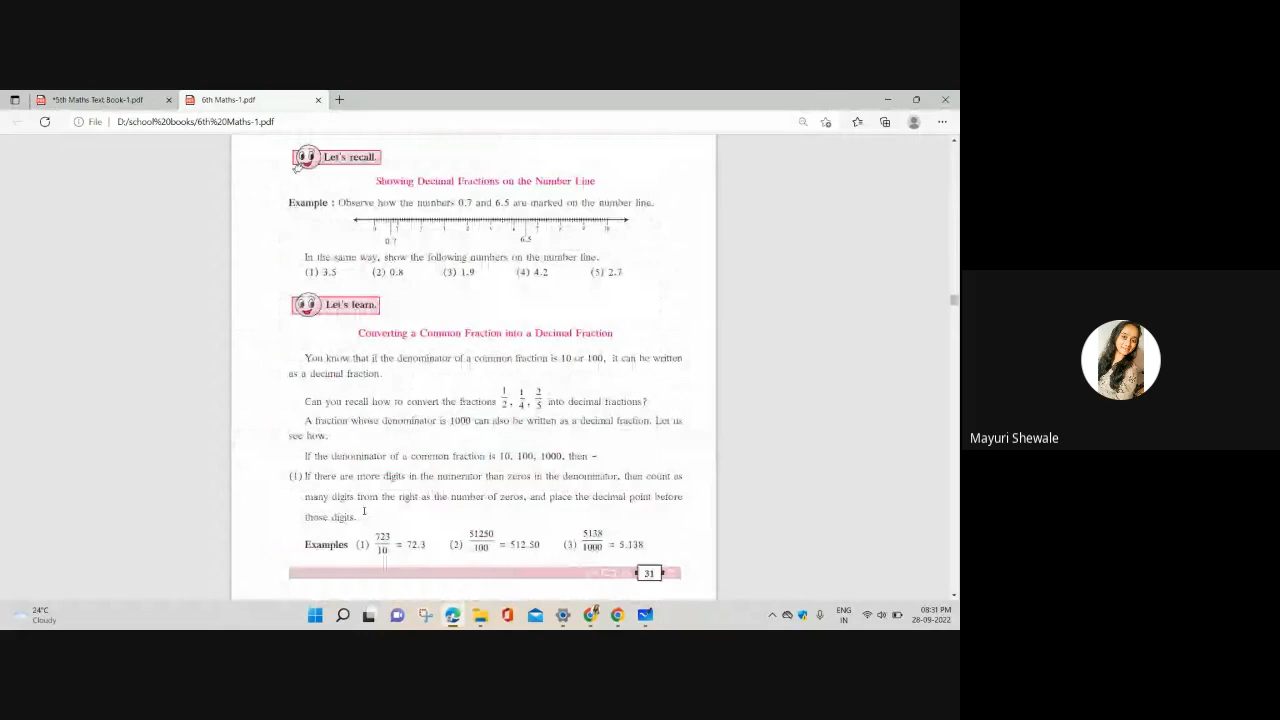 *5th Maths Text Book-1.pdf
6th Maths-1.pdf
File D:/school%20books/6th%20Maths-1.pdf
Let's recall.
Showing Decimal Fractions on the Number Line
Example : Observe how the numbers 0.7 and 6.5 are marked on the number line.
0.7 6.5
In the same way, show the following numbers on the number line.
(1) 3.5 (2) 0.8 (3) 1.9 (4) 4.2 (5) 2.7
Let's learn.
Converting a Common Fraction into a Decimal Fraction
You know that if the denominator of a common fraction is 10 or 100, it can be written
as a decimal fraction.
Can you recall how to convert the fractions 1/2, 1/4, 2/5 into decimal fractions?
A fraction whose denominator is 1000 can also be written as a decimal fraction. Let us
see how.
If the denominator of a common fraction is 10, 100, 1000, then –
(1) If there are more digits in the numerator than zeros in the denominator, then count as
many digits from the right as the number of zeros, and place the decimal point before
those digits.
Examples (1) 723/10 = 72.3 (2) 51250/100 = 512.50 (3) 5138/1000 = 5.138
31
Mayuri Shewale
24°C
Cloudy
ENG
IN
08:31 PM
28-09-2022